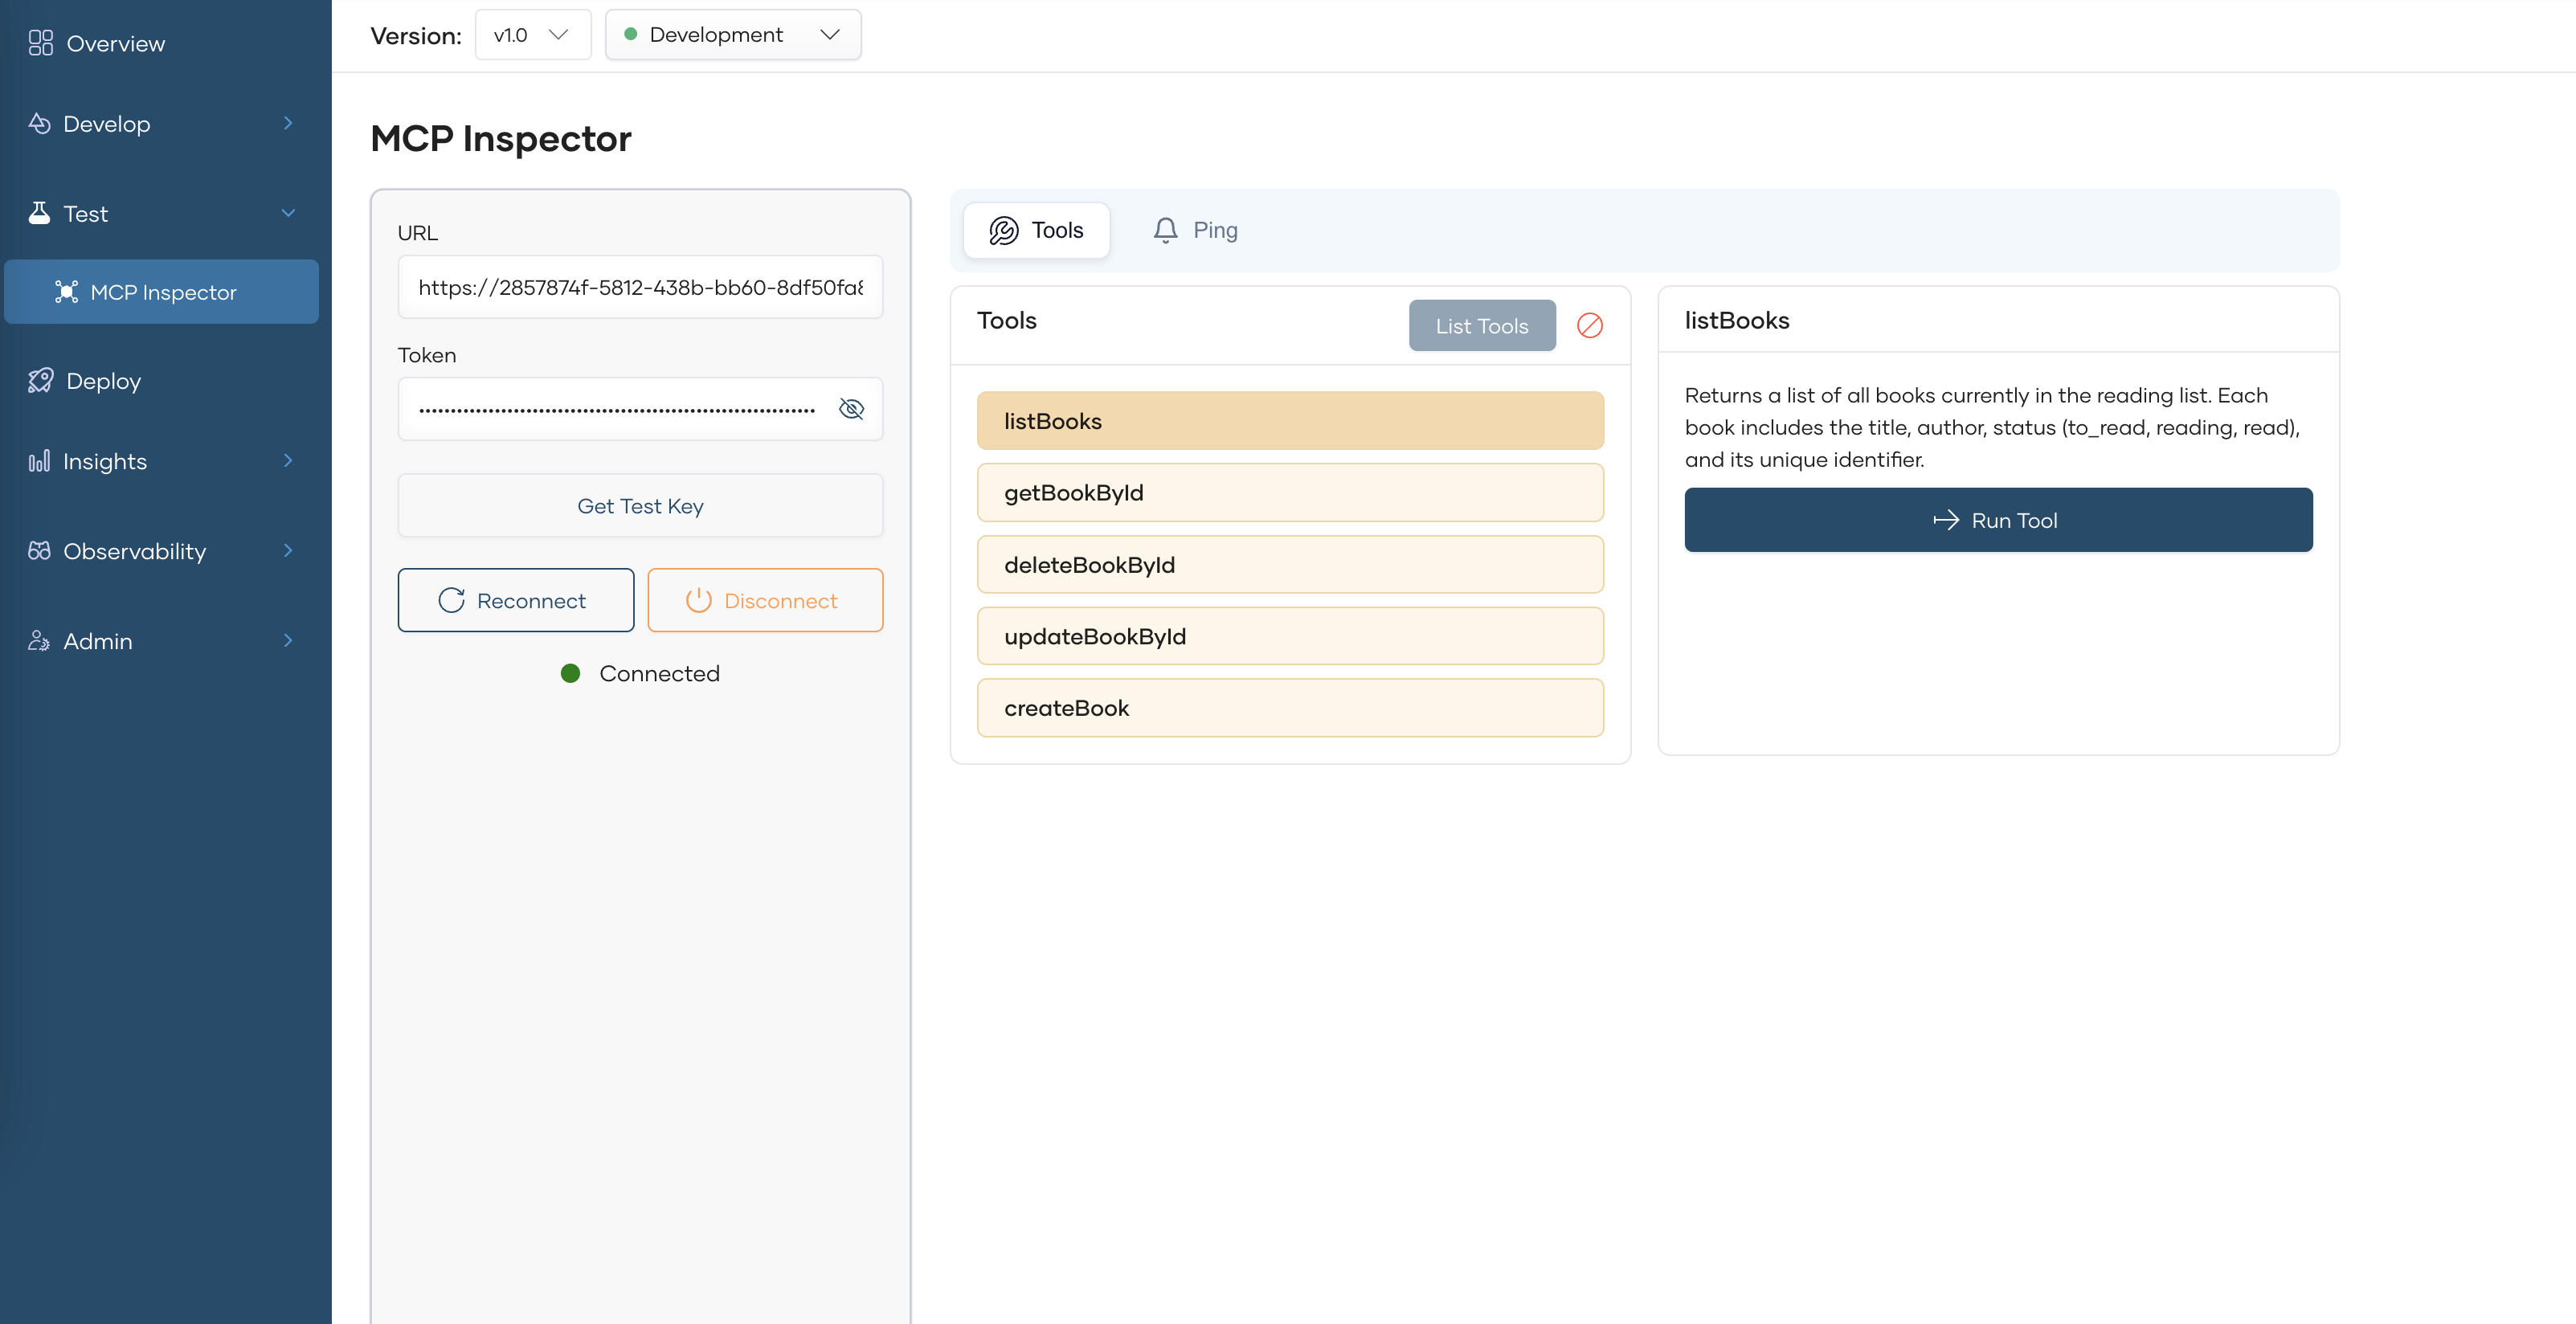 Overview
Develop
Test
MCP Inspector
Deploy
Insights
Observability
Admin
Version:
v1.0
Development
MCP Inspector
URL
https://2857874f-5812-438b-bb60-8df50fa
Token
Get Test Key
Reconnect
Disconnect
Connected
Tools
Ping
Tools
List Tools
listBooks
getBookById
deleteBookById
updateBookById
createBook
listBooks
Returns a list of all books currently in the reading list. Each
book includes the title, author, status (to_read, reading, read),
and its unique identifier.
Run Tool